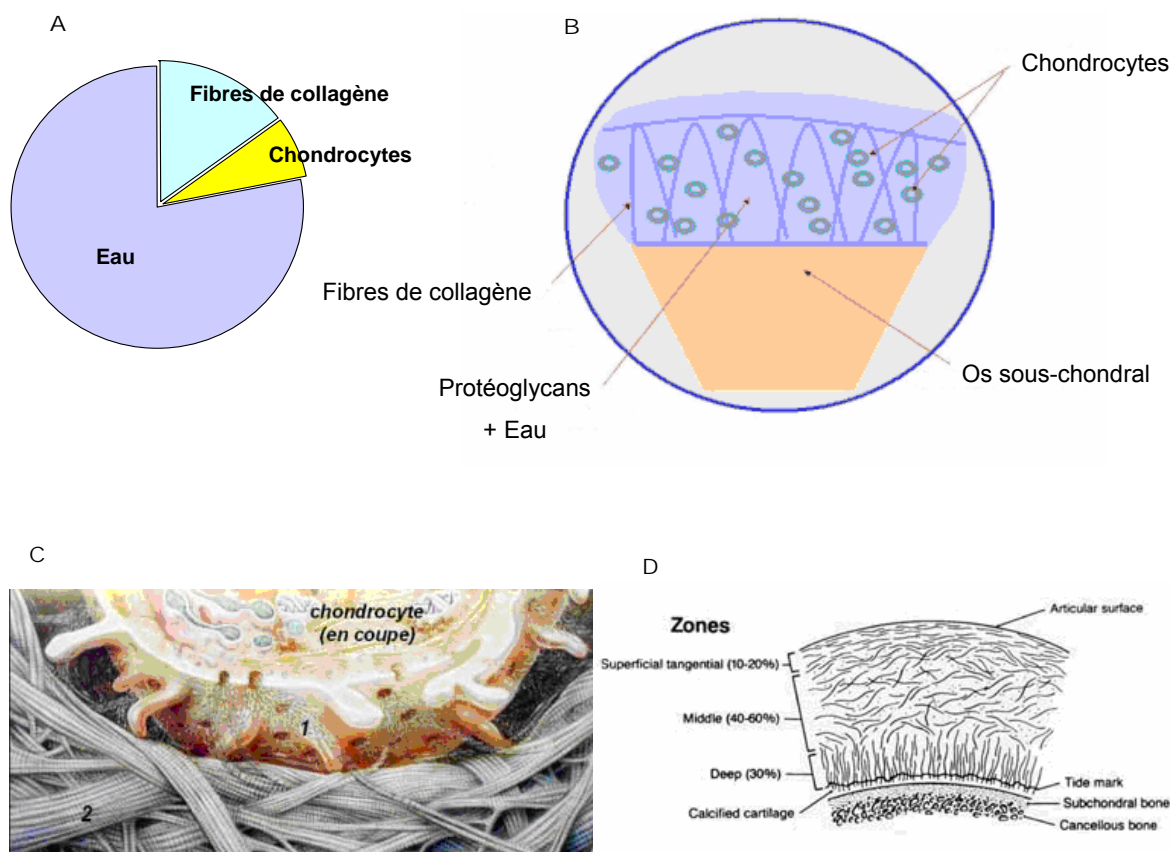 A
Fibres de collagène
Chondrocytes
Eau
B
Chondrocytes
Fibres de collagène
Protéoglycans
+ Eau
Os sous-chondral
C
chondrocyte
(en coupe)
1
2
D
Zones
Articular surface
Superficial tangential (10-20%)
Middle (40-60%)
Deep (30%)
Calcified cartilage
Tide mark
Subchondral bone
Cancellous bone